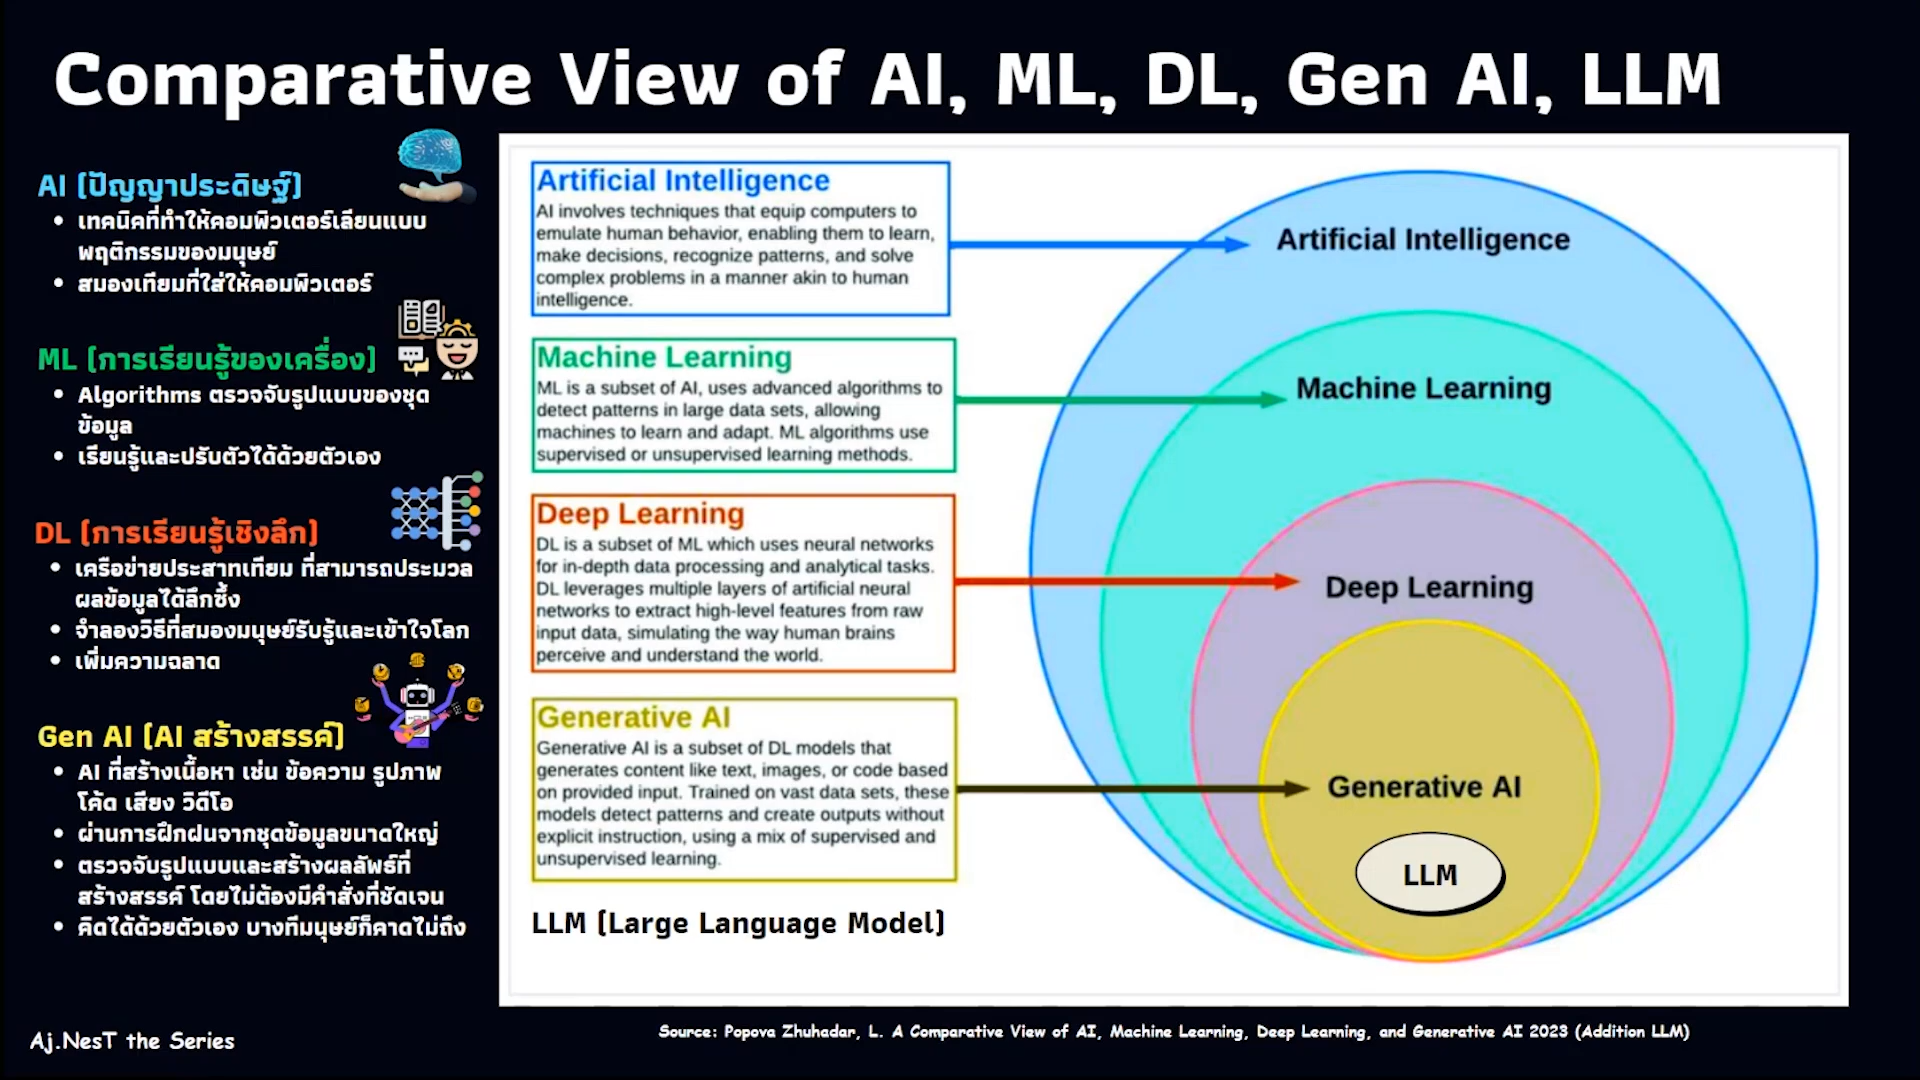 Comparative View of AI, ML, DL, Gen AI, LLM
AI (ปัญญาประดิษฐ์)
• เทคนิคที่ทำให้คอมพิวเตอร์เลียนแบบ
พฤติกรรมของมนุษย์
• สมองเทียมที่ใส่ให้คอมพิวเตอร์
ML (การเรียนรู้ของเครื่อง)
• Algorithms ตรวจจับรูปแบบของชุด
ข้อมูล
• เรียนรู้และปรับตัวได้ด้วยตัวเอง
DL (การเรียนรู้เชิงลึก)
• เครือข่ายประสาทเทียม ที่สามารถประมวล
ผลข้อมูลได้ลึกซึ้ง
• จำลองวิธีที่สมองมนุษย์รับรู้และเข้าใจโลก
• เพิ่มความฉลาด
Gen AI (AI สร้างสรรค์)
• AI ที่สร้างเนื้อหา เช่น ข้อความ รูปภาพ
โค้ด เสียง วิดีโอ
• ผ่านการฝึกฝนจากชุดข้อมูลขนาดใหญ่
• ตรวจจับรูปแบบและสร้างผลลัพธ์ที่
สร้างสรรค์ โดยไม่ต้องมีคำสั่งที่ชัดเจน
• คิดได้ด้วยตัวเอง บางทีมนุษย์ก็คาดไม่ถึง
Artificial Intelligence
AI involves techniques that equip computers to
emulate human behavior, enabling them to learn,
make decisions, recognize patterns, and solve
complex problems in a manner akin to human
intelligence.
Machine Learning
ML is a subset of AI, uses advanced algorithms to
detect patterns in large data sets, allowing
machines to learn and adapt. ML algorithms use
supervised or unsupervised learning methods.
Deep Learning
DL is a subset of ML which uses neural networks
for in-depth data processing and analytical tasks.
DL leverages multiple layers of artificial neural
networks to extract high-level features from raw
input data, simulating the way human brains
perceive and understand the world.
Generative AI
Generative AI is a subset of DL models that
generates content like text, images, or code based
on provided input. Trained on vast data sets, these
models detect patterns and create outputs without
explicit instruction, using a mix of supervised and
unsupervised learning.
LLM (Large Language Model)
Artificial Intelligence
Machine Learning
Deep Learning
Generative AI
LLM
Source: Popova Zhuhadar, L. A Comparative View of AI, Machine Learning, Deep Learning, and Generative AI 2023 (Addition LLM)
Aj.NesT the Series